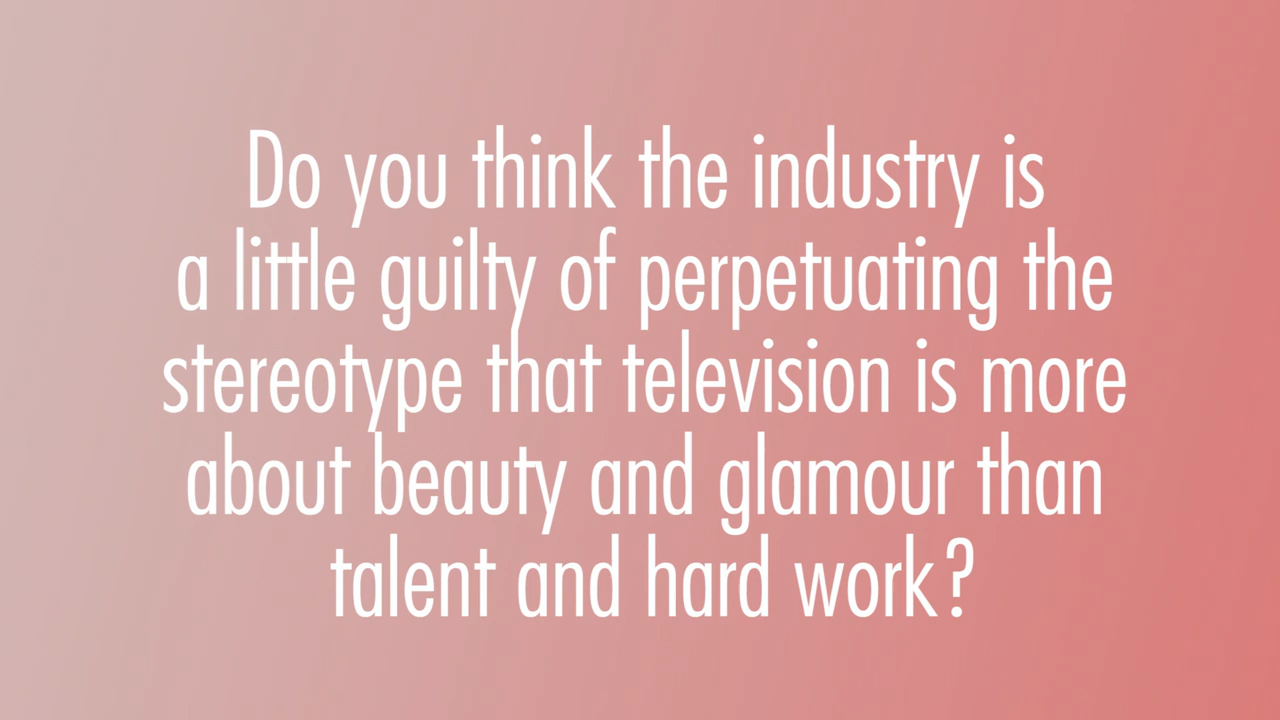 Do you think the industry is
a little guilty of perpetuating the
stereotype that television is more
about beauty and glamour than
talent and hard work?